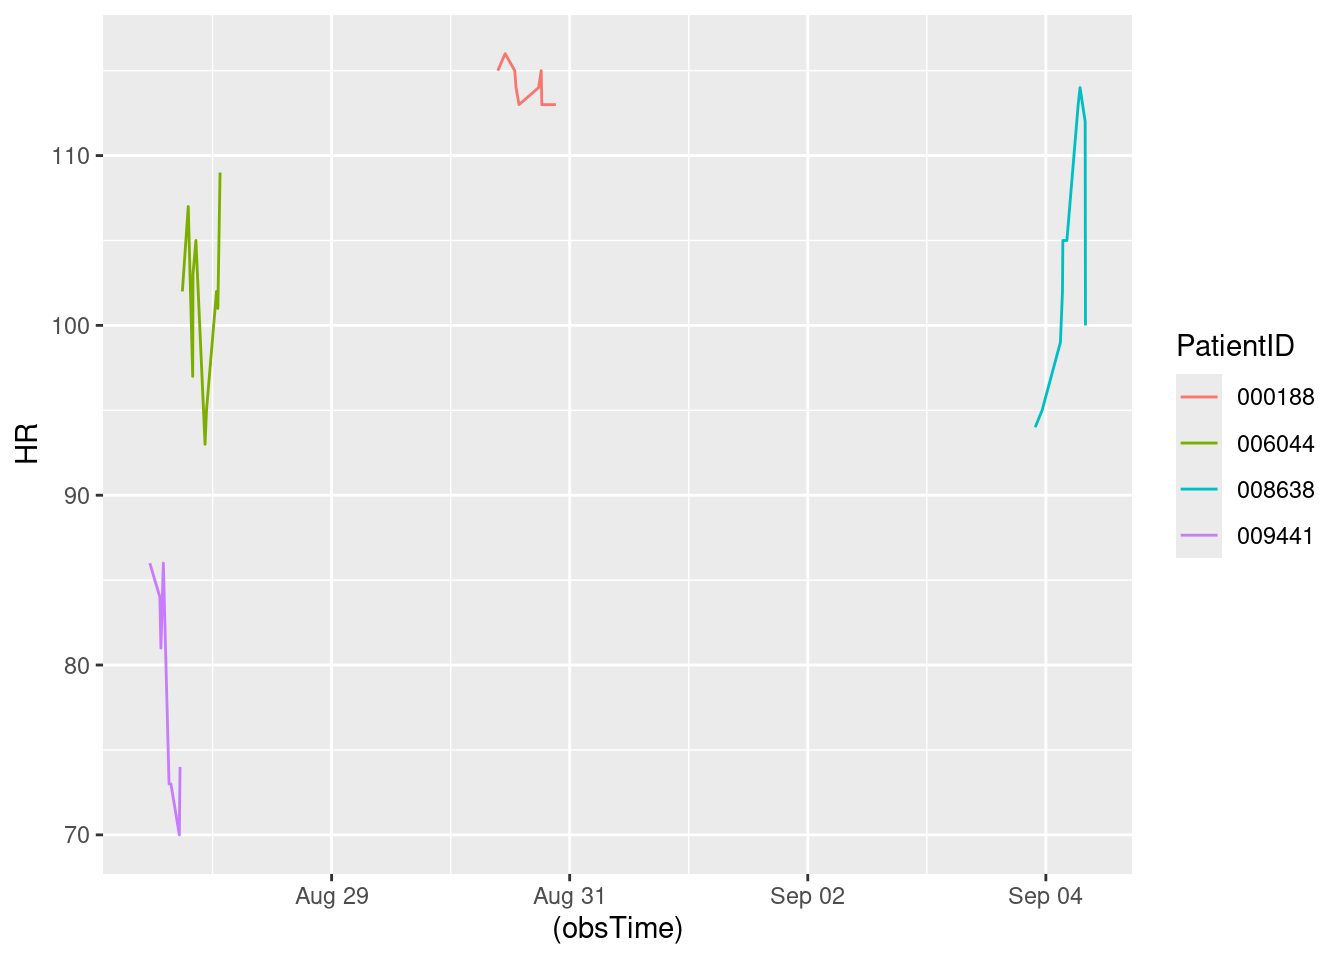 HR
110
100
90
80
70
Aug 29
Aug 31
Sep 02
Sep 04
(obsTime)
PatientID
000188
006044
008638
009441